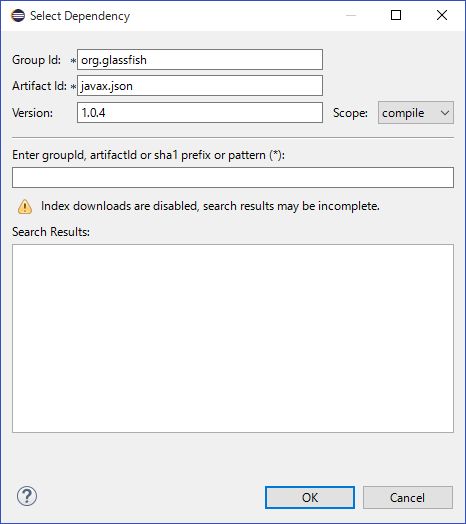 Select Dependency
Group Id: * org.glassfish
Artifact Id: * javax.json
Version: 1.0.4 Scope: compile
Enter groupId, artifactId or sha1 prefix or pattern (*):
Index downloads are disabled, search results may be incomplete.
Search Results:
? OK Cancel